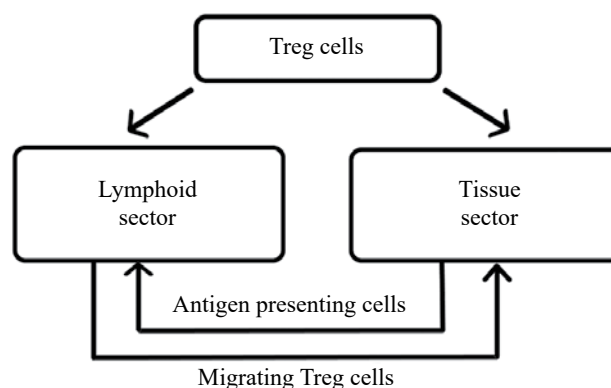 Treg cells
Lymphoid
sector
Tissue
sector
Antigen presenting cells
Migrating Treg cells